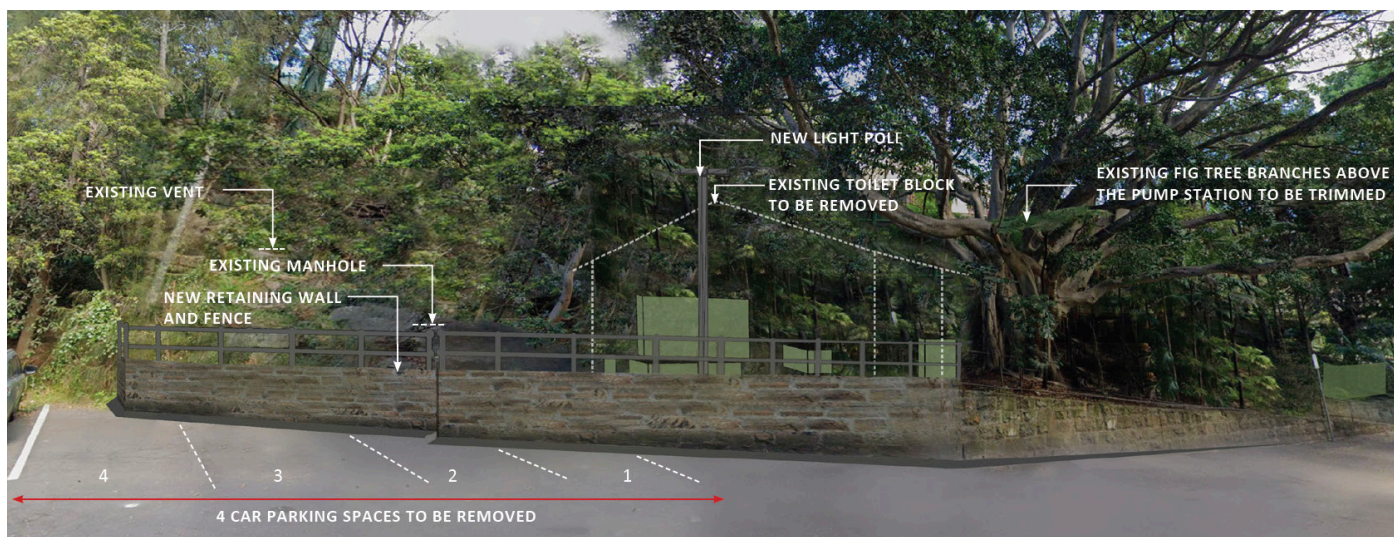 NEW LIGHT POLE
EXISTING VENT
EXISTING TOILET BLOCK
TO BE REMOVED
EXISTING FIG TREE BRANCHES ABOVE
THE PUMP STATION TO BE TRIMMED
EXISTING MANHOLE
NEW RETAINING WALL
AND FENCE
4
3
2
1
4 CAR PARKING SPACES TO BE REMOVED